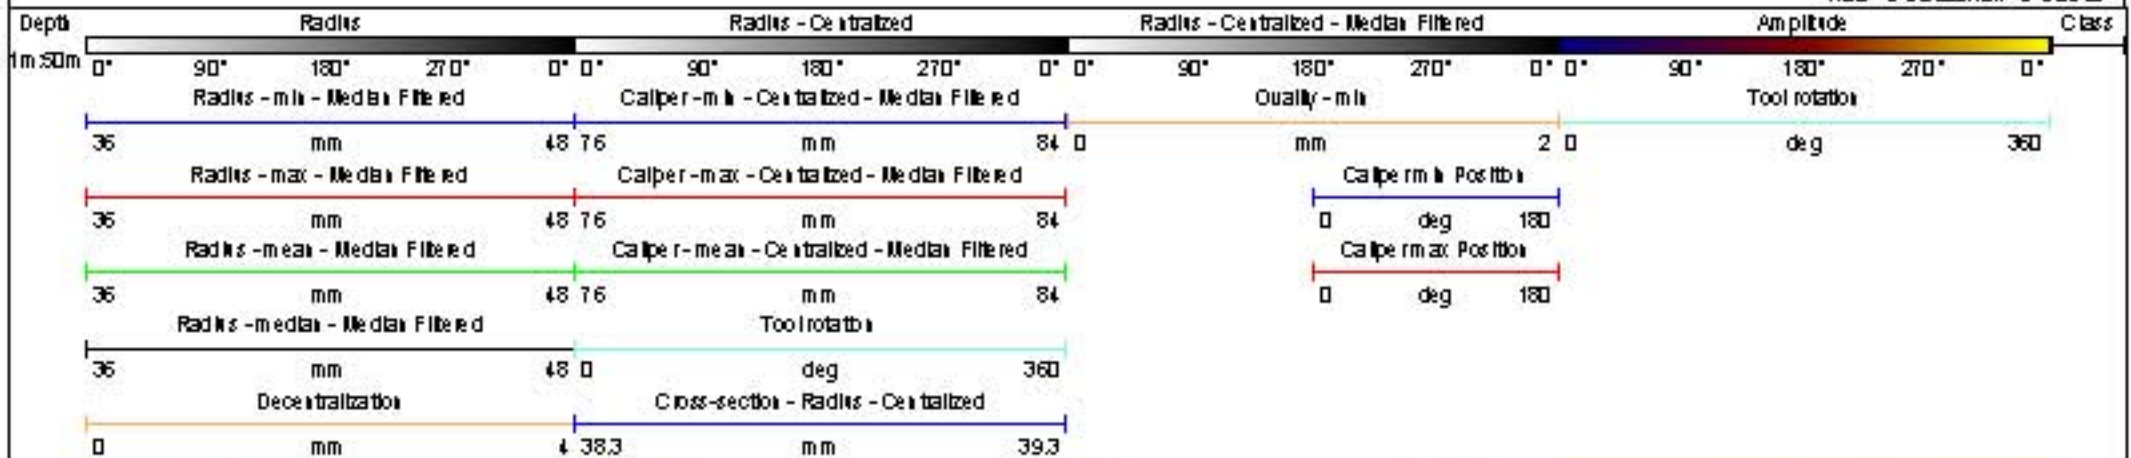 Depth Radius Radius - Centralized Radius - Centralized - Median Filtered Amplitude Class
1m:50m 0° 90° 180° 270° 0° 0° 90° 180° 270° 0° 0° 90° 180° 270° 0° 0° 90° 180° 270° 0°
Radius - min - Median Filtered Caliper - min - Centralized - Median Filtered Quality - min Tool rotation
36 mm 48 76 mm 84 0 mm 2 0 deg 360
Radius - max - Median Filtered Caliper - max - Centralized - Median Filtered Caliper min Position
36 mm 48 76 mm 84 0 deg 180
Radius - mean - Median Filtered Caliper - mean - Centralized - Median Filtered Caliper max Position
36 mm 48 76 mm 84 0 deg 180
Radius - median - Median Filtered Tool rotation
36 mm 48 0 deg 360
Decentralization Cross-section - Radius - Centralized
0 mm 4 38.3 mm 39.3